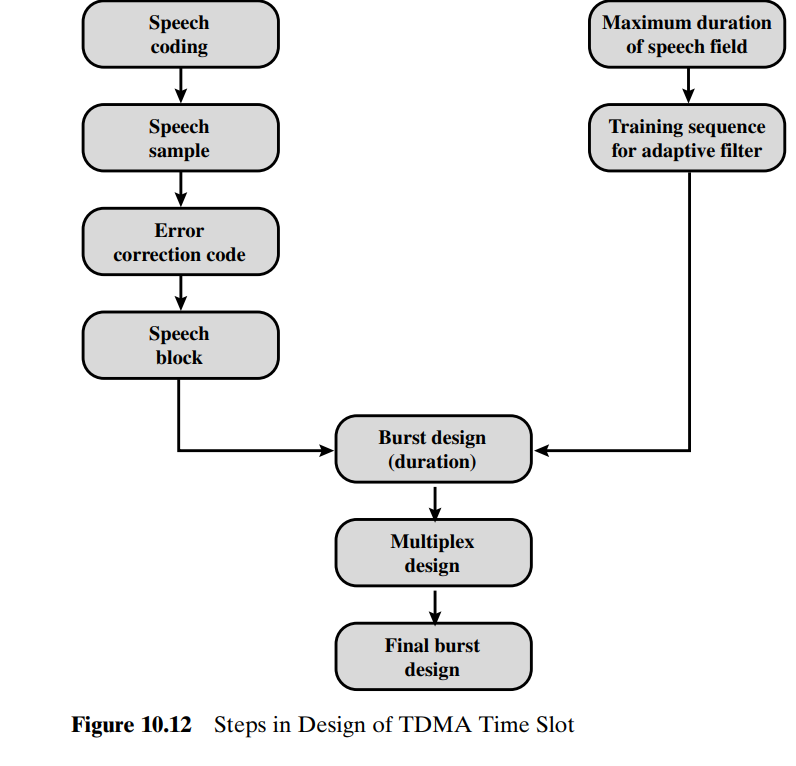 Speech
coding
Speech
sample
Error
correction code
Speech
block
Maximum duration
of speech field
Training sequence
for adaptive filter
Burst design
(duration)
Multiplex
design
Final burst
design
Figure 10.12 Steps in Design of TDMA Time Slot